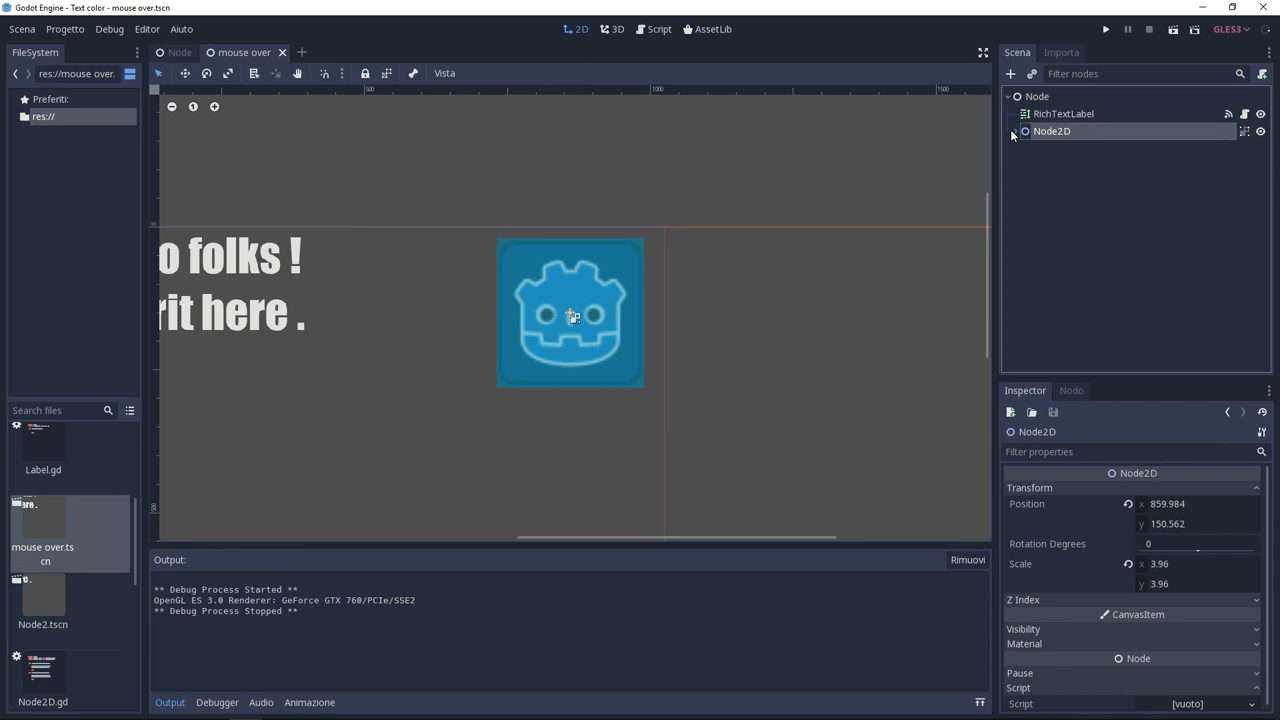 Godot Engine - Text color - mouse over.tscn
Scena Progetto Debug Editor Aiuto
2D 3D Script AssetLib
GLES3
FileSystem
Node mouse over
Scena Importa
res://mouse over.
Vista
Filter nodes
500 1000 1500
Preferiti:
res://
Node
RichTextLabel
Node2D
0
o folks !
rit here .
500
Inspector Nodo
Search files
Node2D
Filter properties
Label.gd
Node2D
Transform
Position x 859.984
y 150.562
Rotation Degrees 0
Scale x 3.96
y 3.96
Z Index
CanvasItem
Visibility
Material
Node
Pause
Script
Script [vuoto]
ere.
mouse over.ts
cn
e.
Node2.tscn
Node2D.gd
Output: Rimuovi
** Debug Process Started **
OpenGL ES 3.0 Renderer: GeForce GTX 760/PCIe/SSE2
** Debug Process Stopped **
Output Debugger Audio Animazione